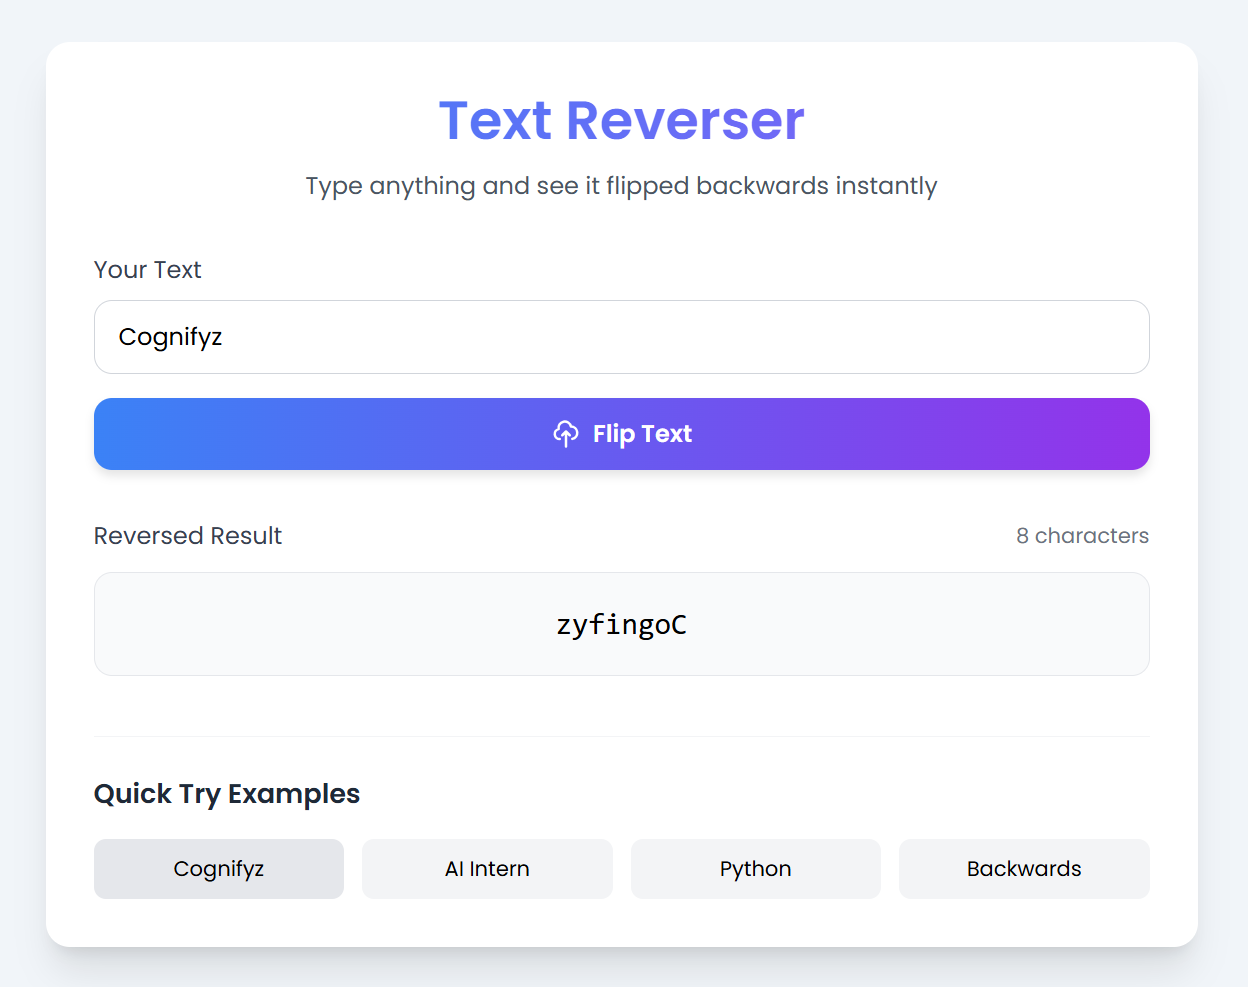 Text Reverser
Type anything and see it flipped backwards instantly
Your Text
Cognifyz
Flip Text
Reversed Result
8 characters
zyfingoC
Quick Try Examples
Cognifyz
AI Intern
Python
Backwards